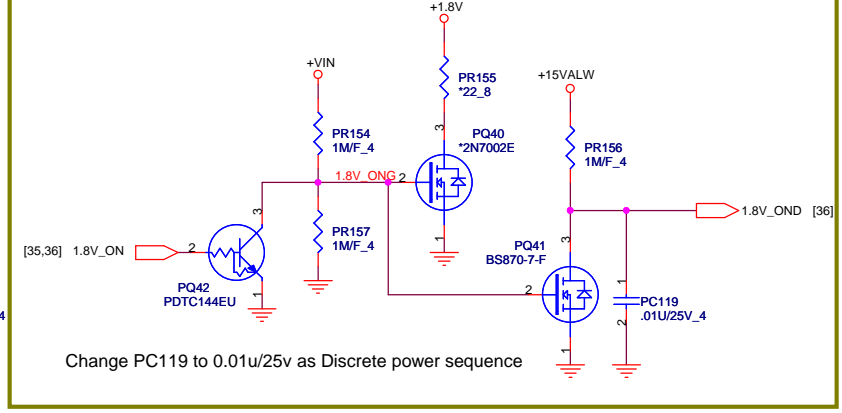 +1.8V
+VIN
PR155
*22_8
+15VALW
PR154
1M/F_4
3
PQ40
*2N7002E
PR156
1M/F_4
1.8V_ONG
2
3
1
1.8V_OND [36]
PR157
1M/F_4
[35,36] 1.8V_ON
2
3
PQ41
BS870-7-F
PQ42
PDTC144EU
1
2
1
1
PC119
.01U/25V_4
2
4
Change PC119 to 0.01u/25v as Discrete power sequence